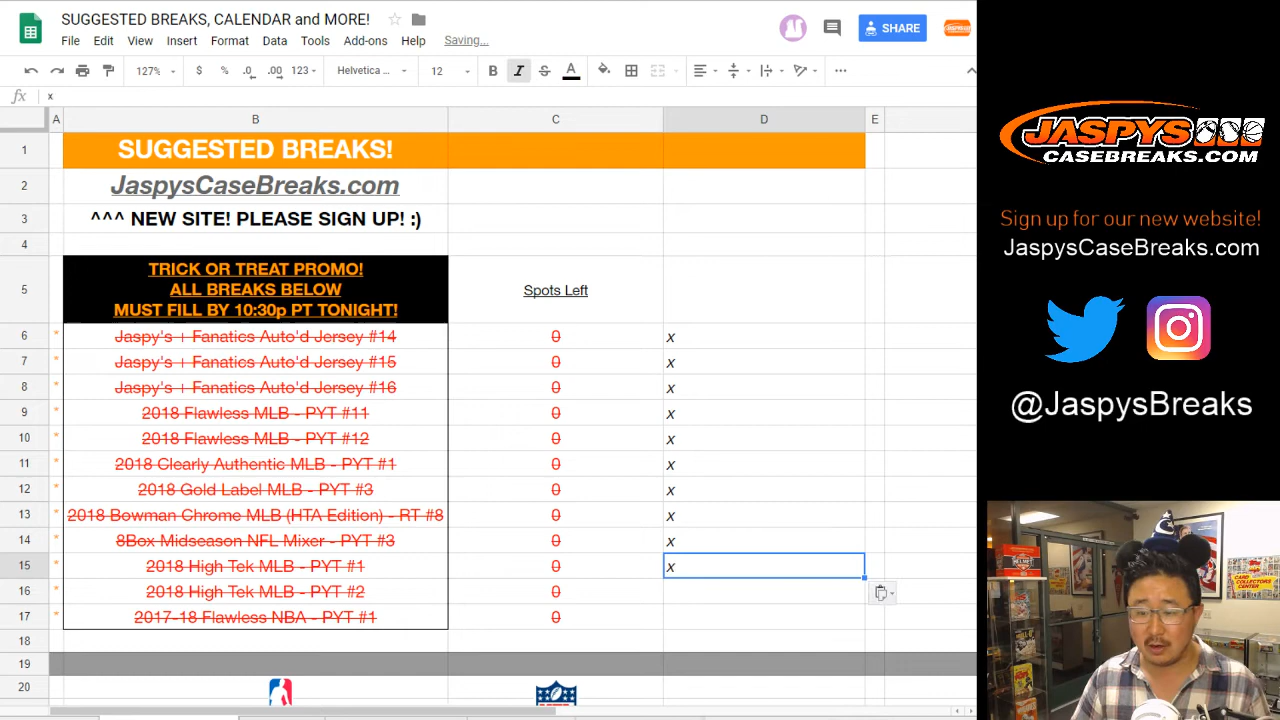 SUGGESTED BREAKS, CALENDAR and MORE!
File Edit View Insert Format Data Tools Add-ons Help Saving...
SHARE
127% $ % .0 .00 123 Helvetica ... 12 B I S A
fx x
A B C D E
1 SUGGESTED BREAKS!
2 JaspysCaseBreaks.com
3 ^^^ NEW SITE! PLEASE SIGN UP! :)
4
TRICK OR TREAT PROMO!
5 ALL BREAKS BELOW Spots Left
MUST FILL BY 10:30p PT TONIGHT!
6 * Jaspy's + Fanatics Auto'd Jersey #14 0 x
7 * Jaspy's + Fanatics Auto'd Jersey #15 0 x
8 * Jaspy's + Fanatics Auto'd Jersey #16 0 x
9 * 2018 Flawless MLB - PYT #11 0 x
10 * 2018 Flawless MLB - PYT #12 0 x
11 * 2018 Clearly Authentic MLB - PYT #1 0 x
12 * 2018 Gold Label MLB - PYT #3 0 x
13 * 2018 Bowman Chrome MLB (HTA Edition) - RT #8 0 x
14 * 8Box Midseason NFL Mixer - PYT #3 0 x
15 * 2018 High Tek MLB - PYT #1 0 x
16 * 2018 High Tek MLB - PYT #2 0
17 * 2017-18 Flawless NBA - PYT #1 0
18
19
20
JASPYS
CASEBREAKS.COM
Sign up for our new website!
JaspysCaseBreaks.com
@JaspysBreaks
CARD COLLECTORS
CENTER